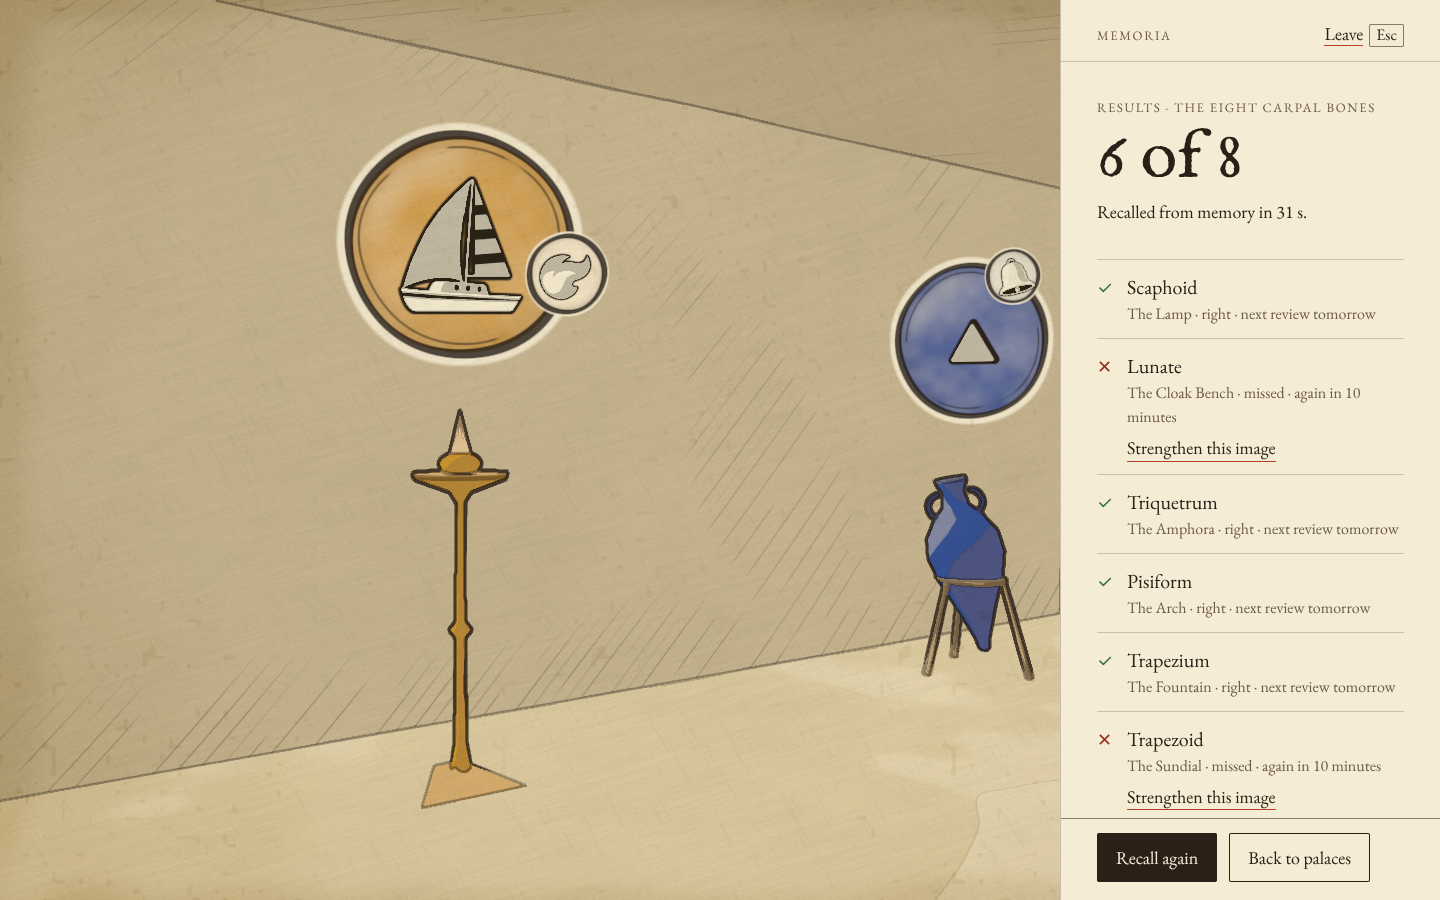 MEMORIA
Leave Esc
RESULTS · THE EIGHT CARPAL BONES
6 of 8
Recalled from memory in 31 s.
Scaphoid
The Lamp · right · next review tomorrow
Lunate
The Cloak Bench · missed · again in 10
minutes
Strengthen this image
Triquetrum
The Amphora · right · next review tomorrow
Pisiform
The Arch · right · next review tomorrow
Trapezium
The Fountain · right · next review tomorrow
Trapezoid
The Sundial · missed · again in 10 minutes
Strengthen this image
Recall again
Back to palaces